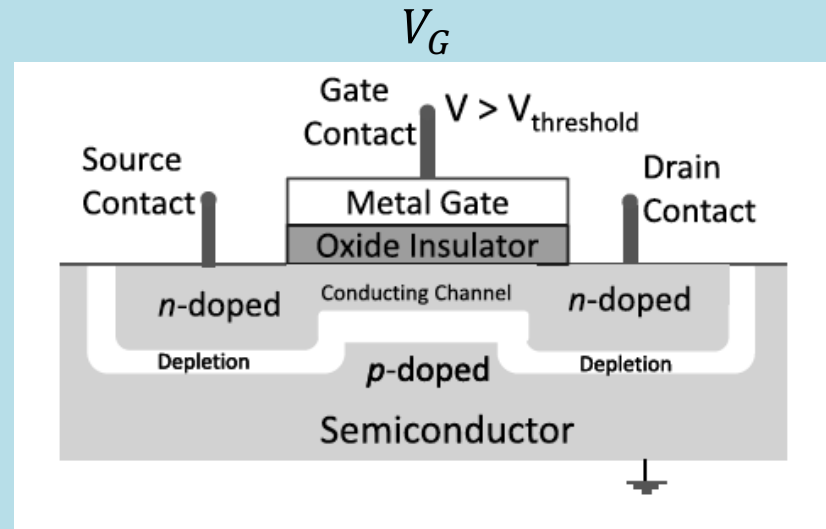 V_G
Gate
Contact
V > V_threshold
Source
Contact
Drain
Contact
Metal Gate
Oxide Insulator
n-doped
Conducting Channel
n-doped
Depletion
p-doped
Depletion
Semiconductor